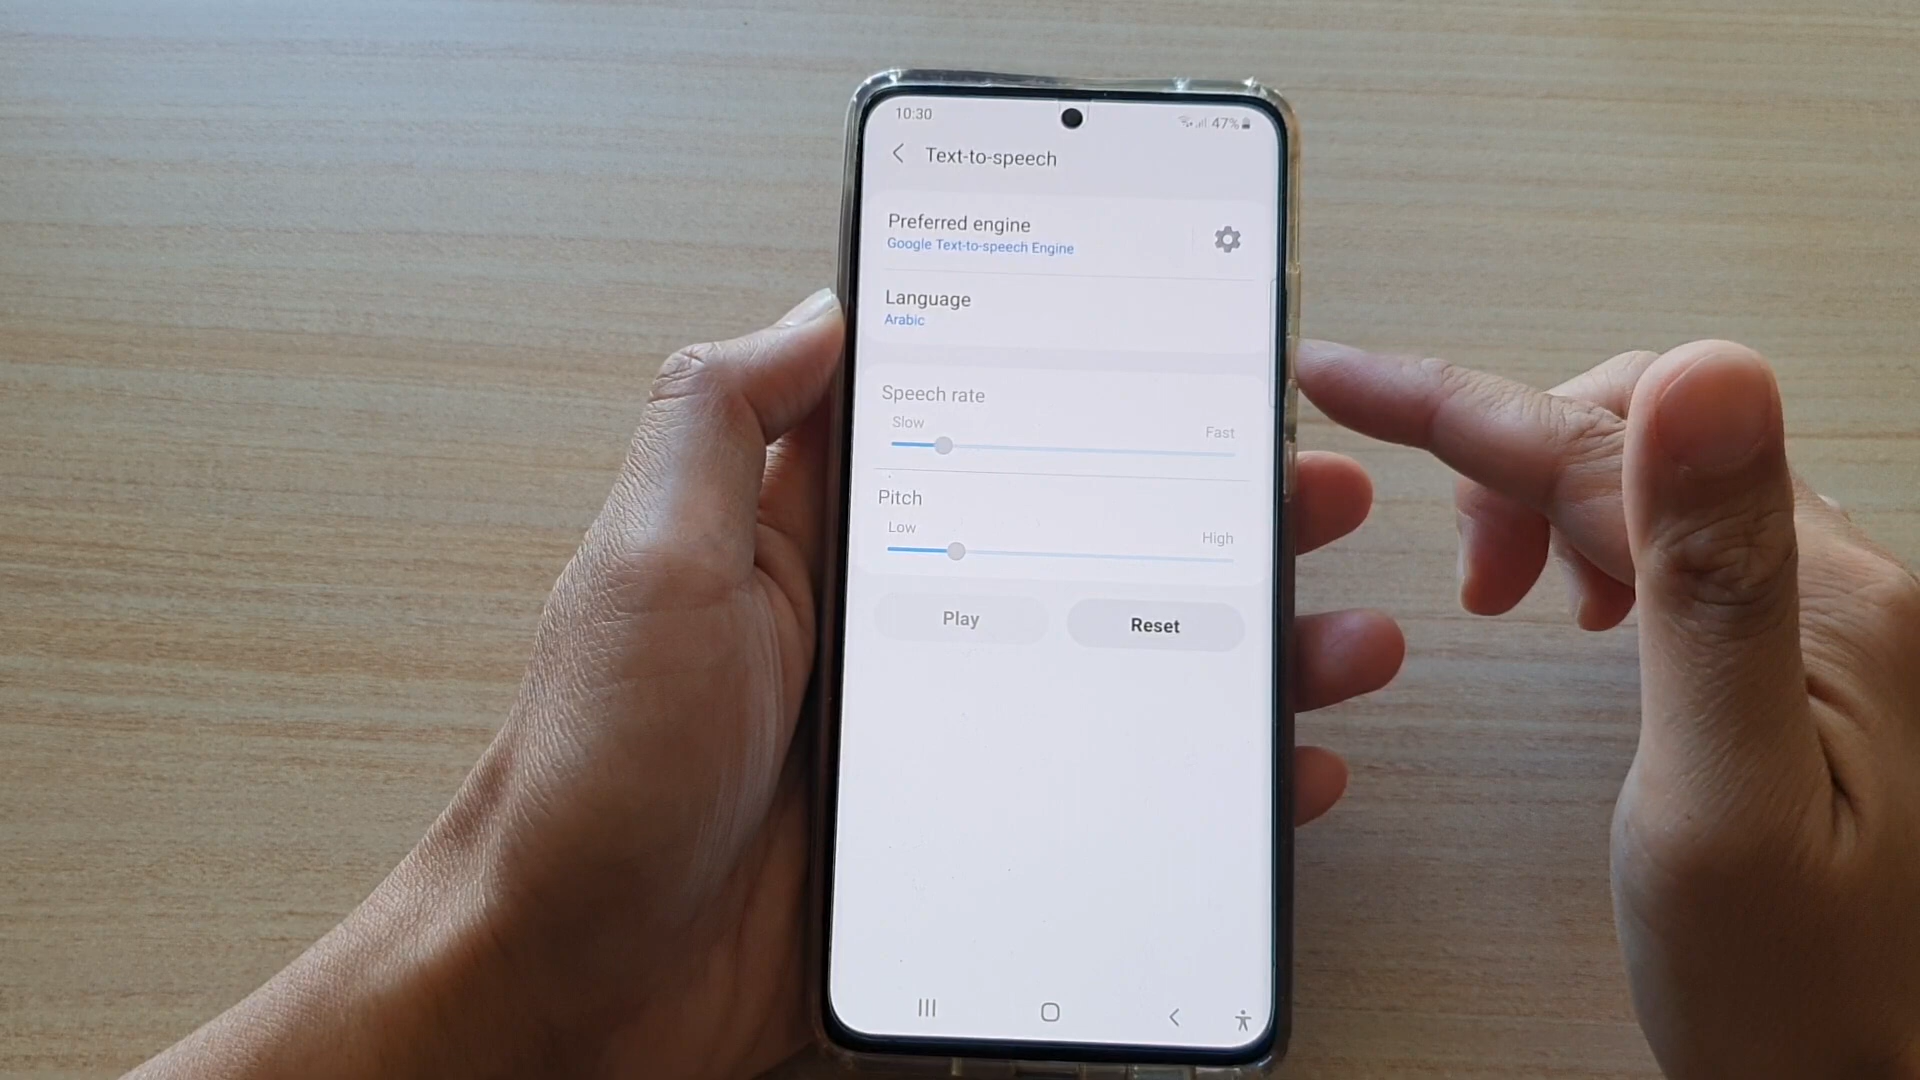 10:30
47%
Text-to-speech
Preferred engine
Google Text-to-speech Engine
Language
Arabic
Speech rate
Slow
Fast
Pitch
Low
High
Play
Reset